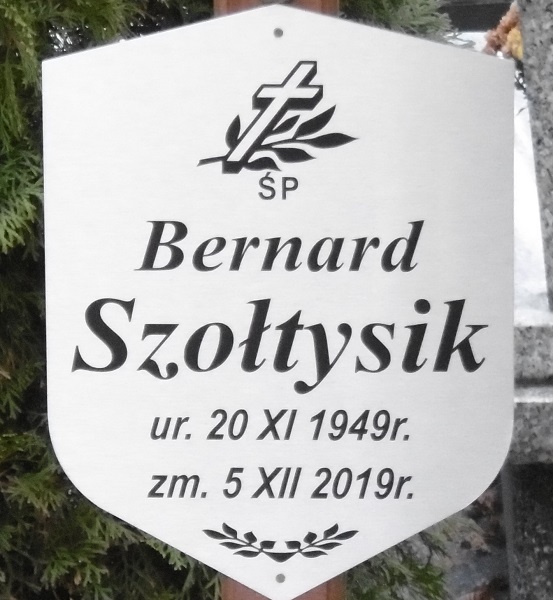 ŚP
Bernard
Szołtysik
ur. 20 XI 1949r.
zm. 5 XII 2019r.